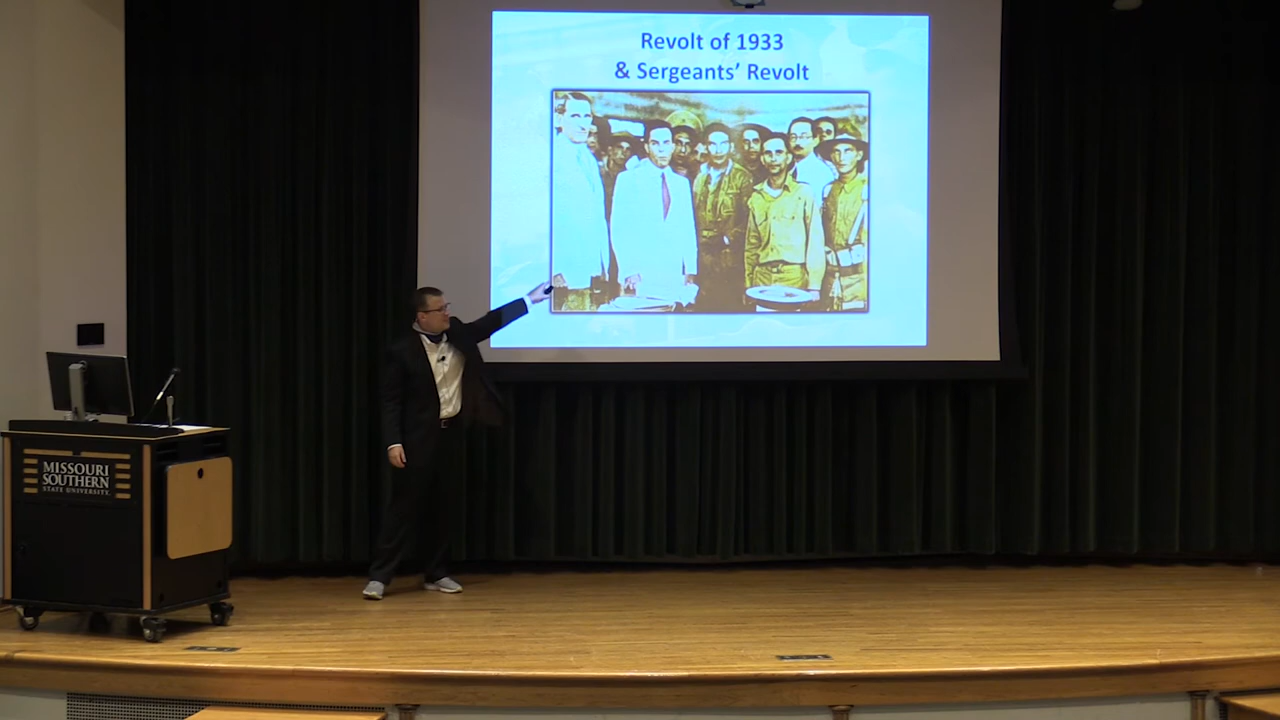 Revolt of 1933
& Sergeants' Revolt
MISSOURI
SOUTHERN
STATE UNIVERSITY.